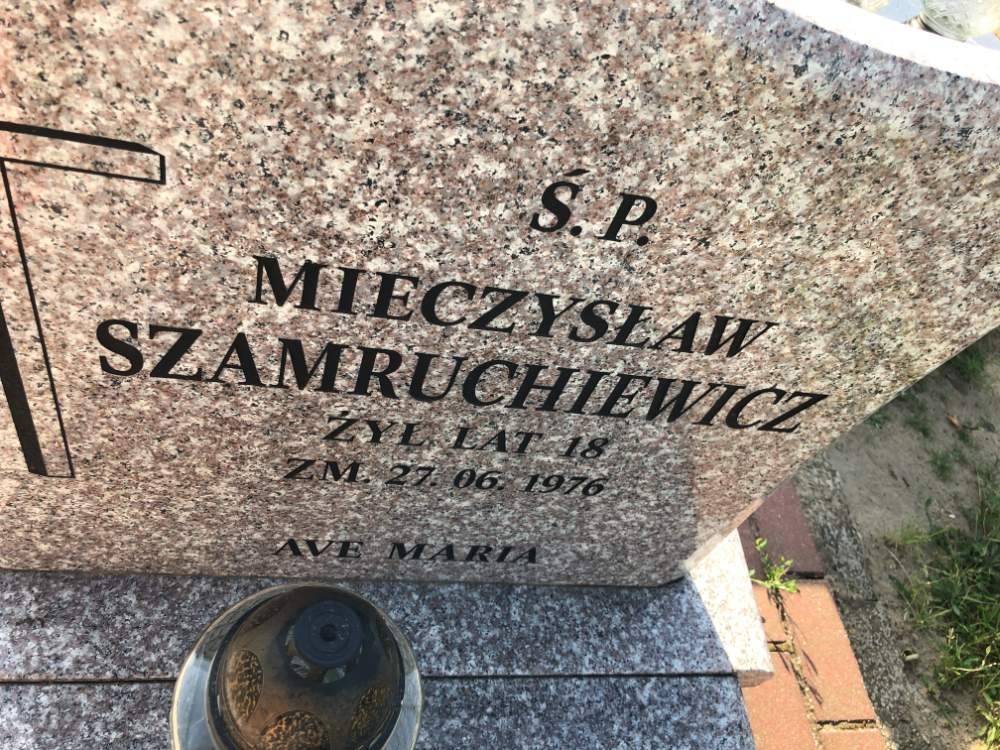 Ś. P.
MIECZYSŁAW
SZAMRUCHIEWICZ
ŻYŁ LAT 18
ZM. 27. 06. 1976
AVE MARIA